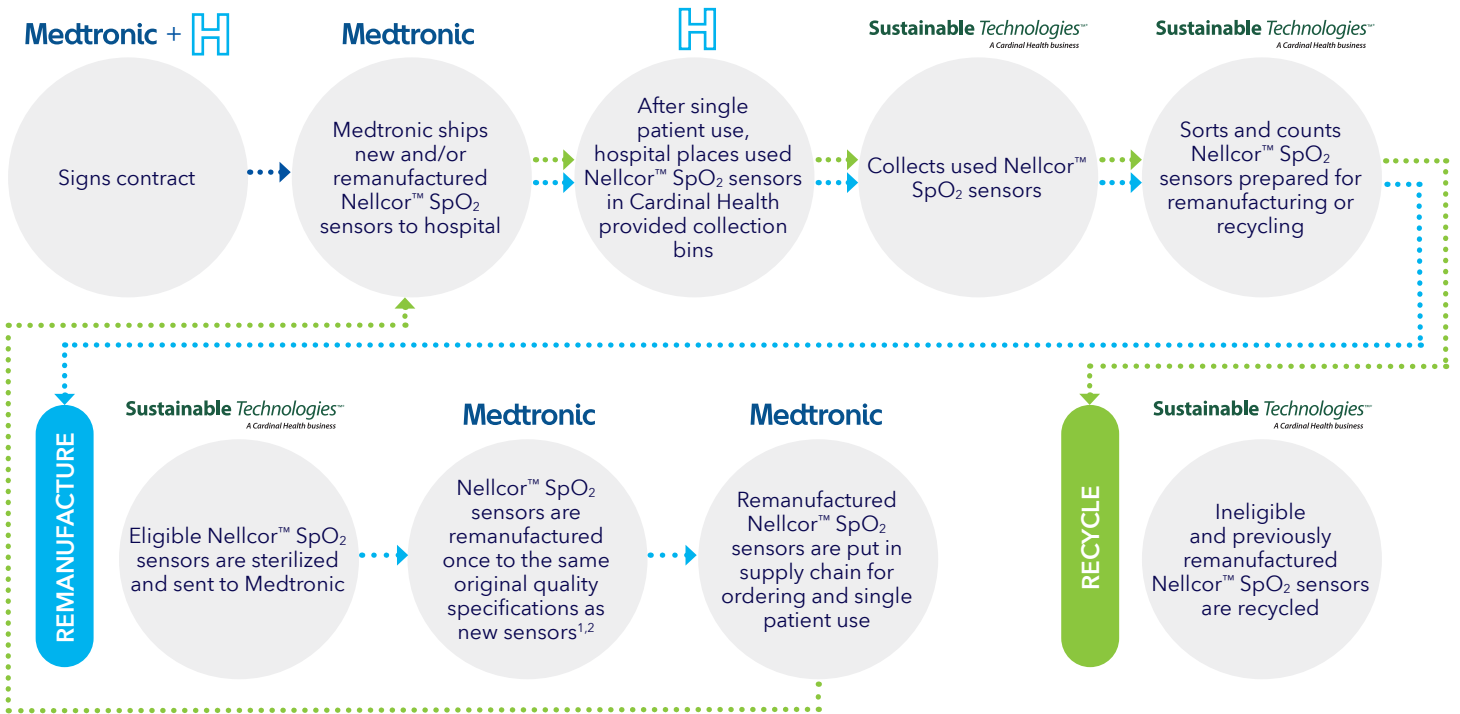 Medtronic + H
Signs contract
Medtronic
Medtronic ships
new and/or
remanufactured
Nellcor™ SpO₂
sensors to hospital
H
After single
patient use,
hospital places used
Nellcor™ SpO₂ sensors
in Cardinal Health
provided collection
bins
Sustainable Technologies℠
A Cardinal Health business
Collects used Nellcor™
SpO₂ sensors
Sustainable Technologies℠
A Cardinal Health business
Sorts and counts
Nellcor™ SpO₂
sensors prepared for
remanufacturing or
recycling
REMANUFACTURE
Sustainable Technologies℠
A Cardinal Health business
Eligible Nellcor™ SpO₂
sensors are sterilized
and sent to Medtronic
Medtronic
Nellcor™ SpO₂
sensors are
remanufactured
once to the same
original quality
specifications as
new sensors¹,²
Medtronic
Remanufactured
Nellcor™ SpO₂
sensors are put in
supply chain for
ordering and single
patient use
RECYCLE
Sustainable Technologies℠
A Cardinal Health business
Ineligible
and previously
remanufactured
Nellcor™ SpO₂ sensors
are recycled